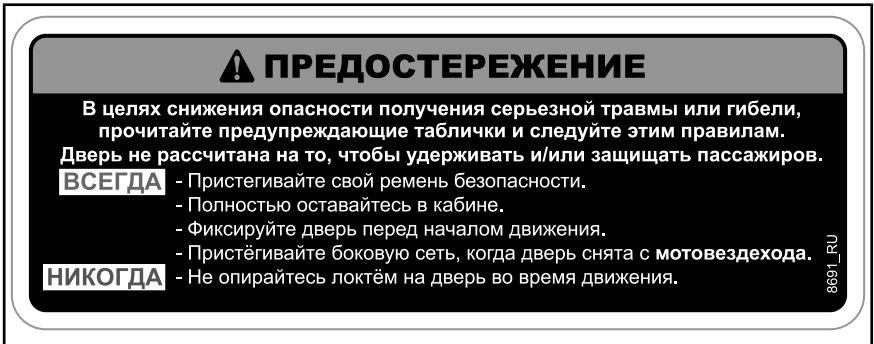 ПРЕДОСТЕРЕЖЕНИЕ
В целях снижения опасности получения серьезной травмы или гибели,
прочитайте предупреждающие таблички и следуйте этим правилам.
Дверь не рассчитана на то, чтобы удерживать и/или защищать пассажиров.
ВСЕГДА - Пристегивайте свой ремень безопасности.
- Полностью оставайтесь в кабине.
- Фиксируйте дверь перед началом движения.
- Пристёгивайте боковую сеть, когда дверь снята с мотовездехода.
НИКОГДА - Не опирайтесь локтём на дверь во время движения.
8691_RU